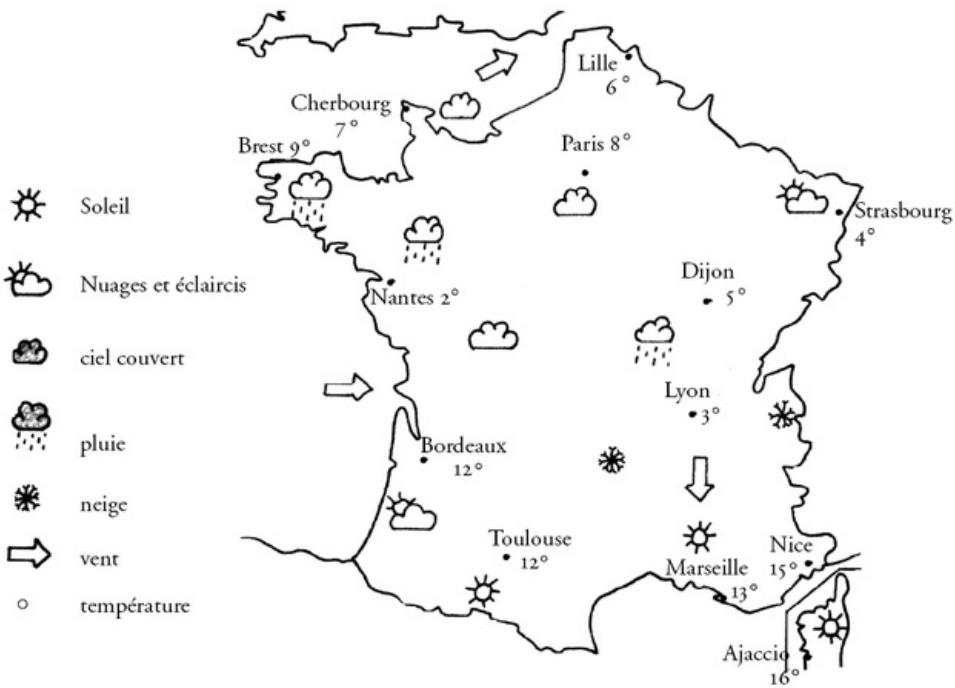 Soleil
Nuages et éclaircis
ciel couvert
pluie
neige
vent
température
Lille
6°
Cherbourg
7°
Brest 9°
Paris 8°
Strasbourg
4°
Dijon
5°
Nantes 2°
Lyon
3°
Bordeaux
12°
Toulouse
12°
Marseille
13°
Nice
15°
Ajaccio
16°